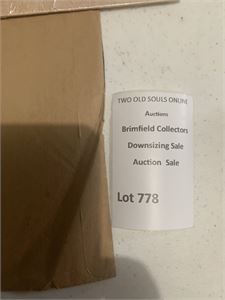 TWO OLD SOULS ONLINE
Auctions
Brimfield Collectors
Downsizing Sale
Auction Sale
Lot 778